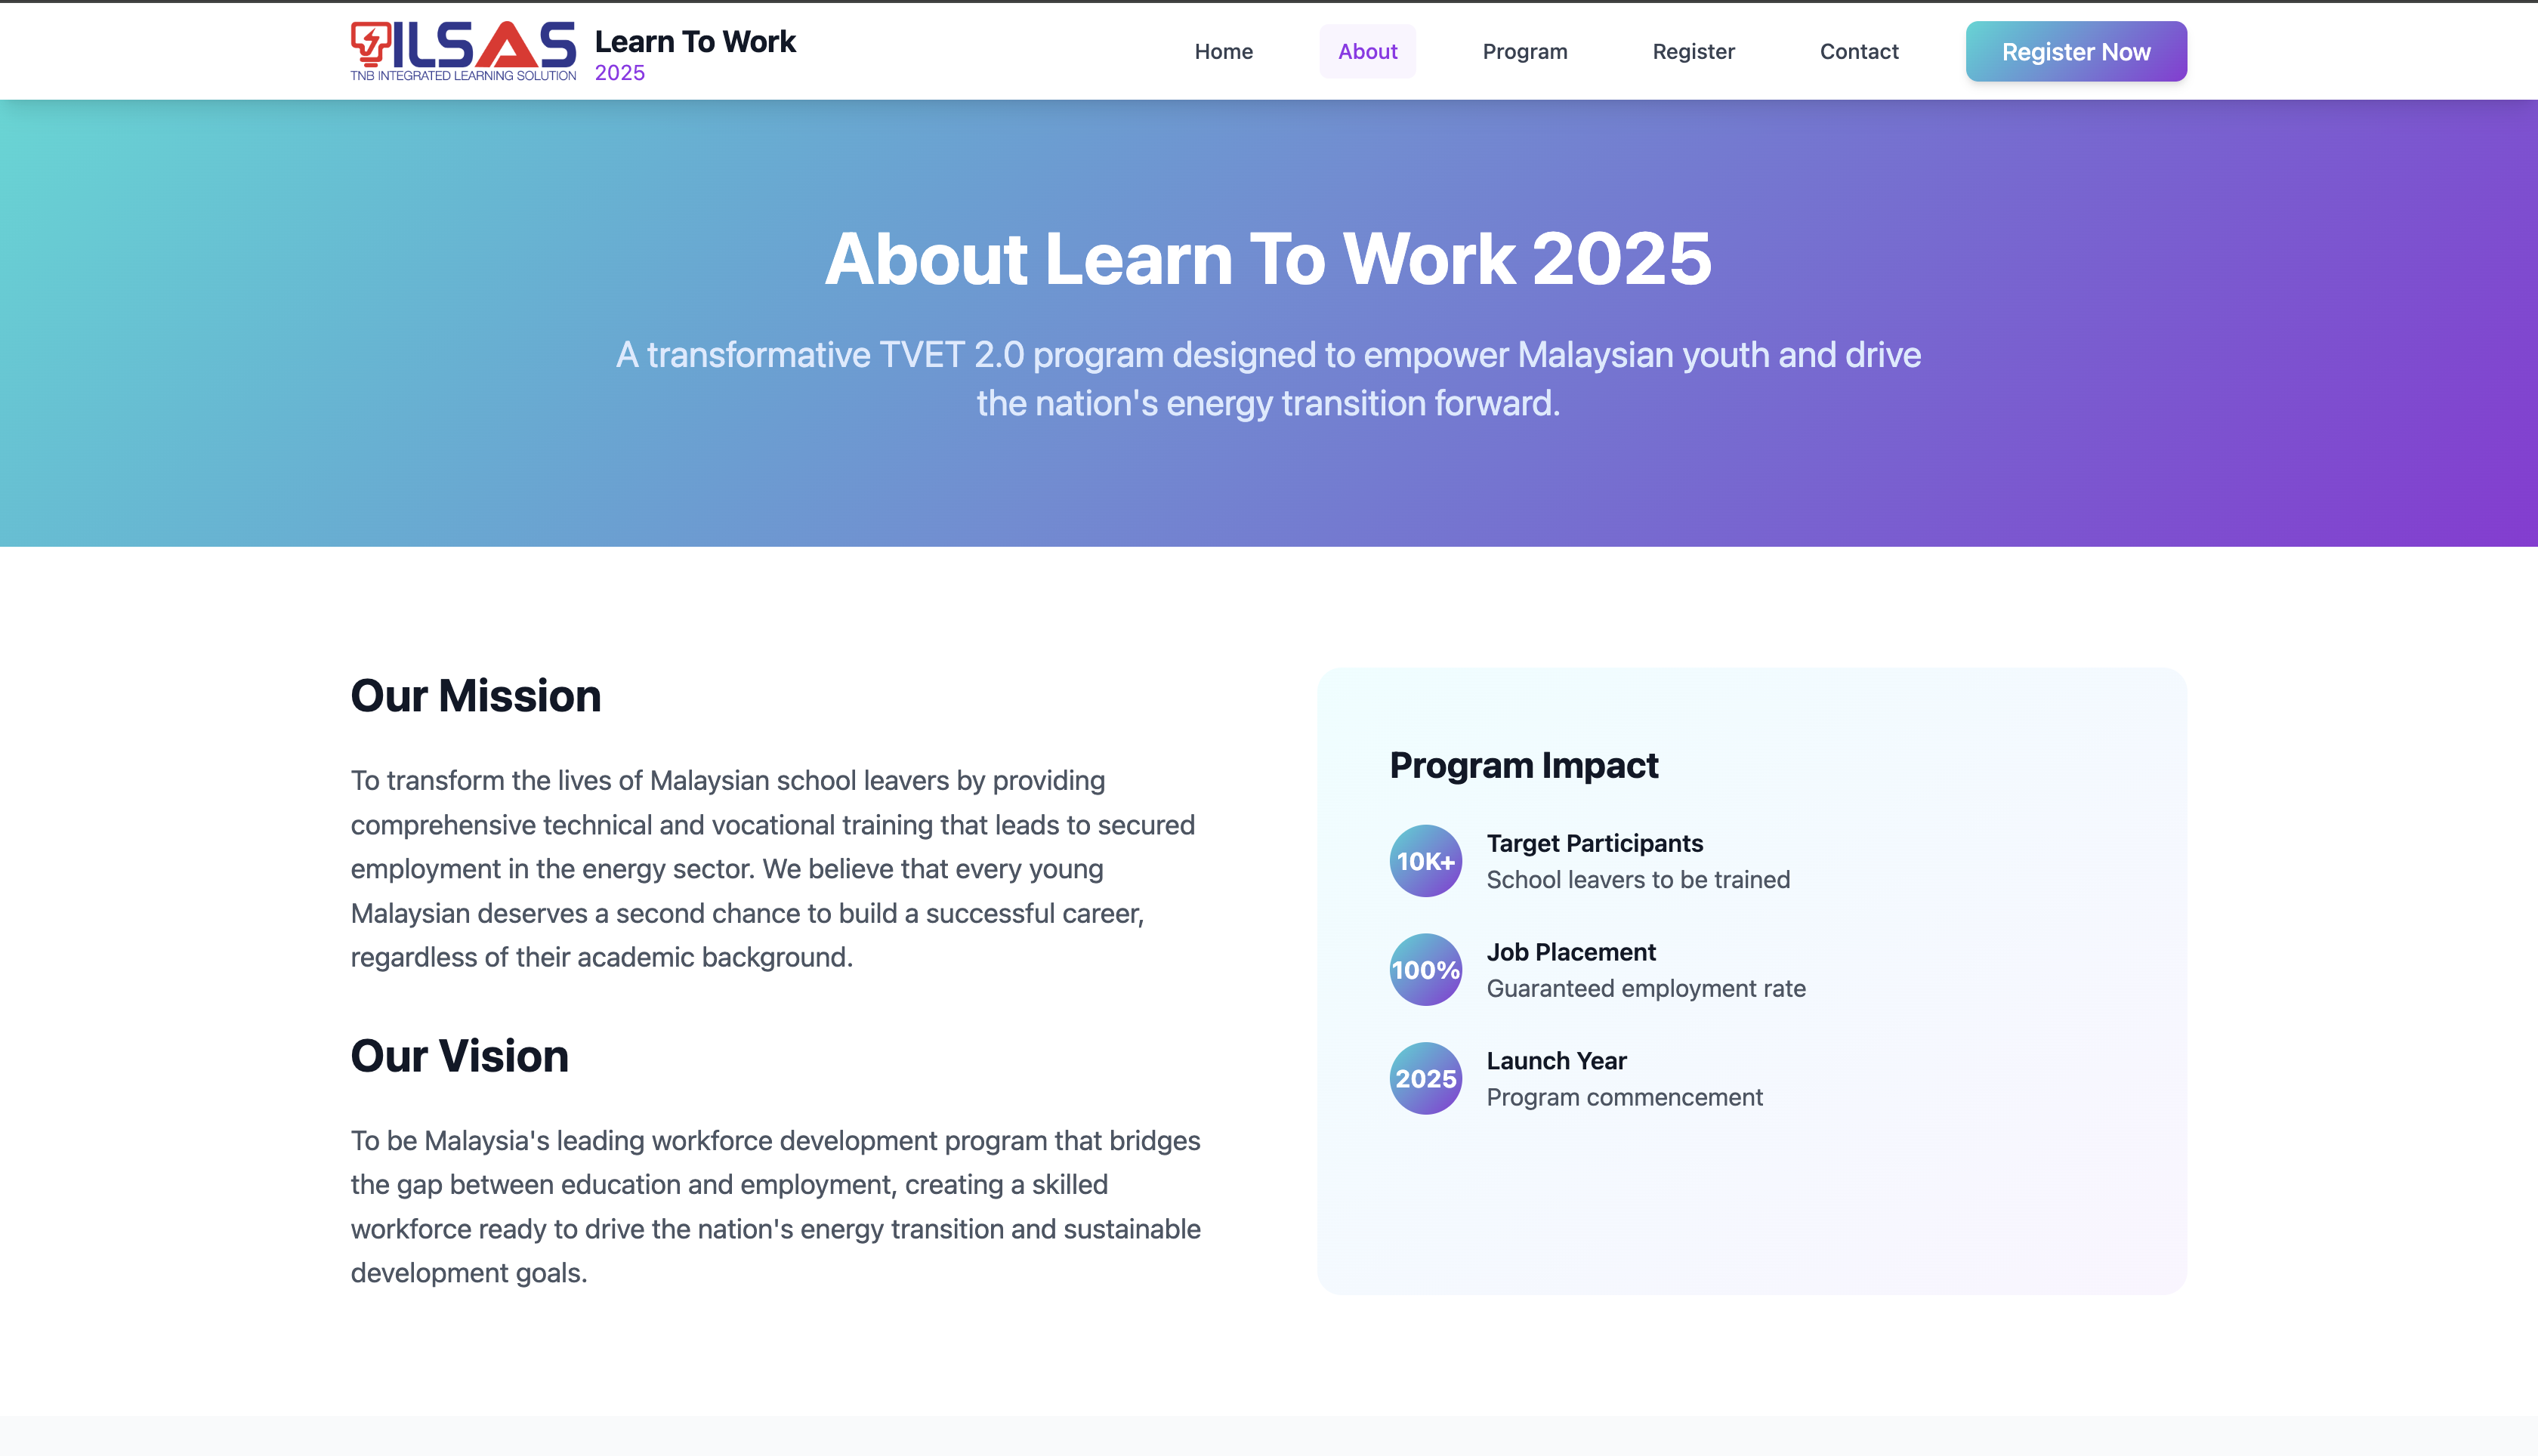 ILSAS
TNB INTEGRATED LEARNING SOLUTION
Learn To Work
2025
Home
About
Program
Register
Contact
Register Now
About Learn To Work 2025
A transformative TVET 2.0 program designed to empower Malaysian youth and drive
the nation's energy transition forward.
Our Mission
To transform the lives of Malaysian school leavers by providing
comprehensive technical and vocational training that leads to secured
employment in the energy sector. We believe that every young
Malaysian deserves a second chance to build a successful career,
regardless of their academic background.
Our Vision
To be Malaysia's leading workforce development program that bridges
the gap between education and employment, creating a skilled
workforce ready to drive the nation's energy transition and sustainable
development goals.
Program Impact
10K+
Target Participants
School leavers to be trained
100%
Job Placement
Guaranteed employment rate
2025
Launch Year
Program commencement